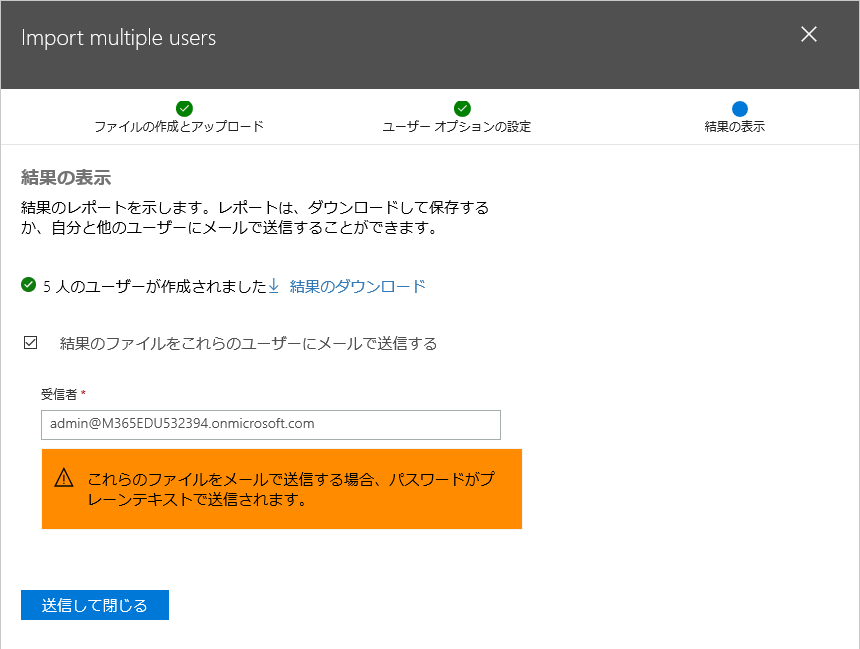 Import multiple users
ファイルの作成とアップロード
ユーザー オプションの設定
結果の表示
結果の表示
結果のレポートを示します。レポートは、ダウンロードして保存する
か、自分と他のユーザーにメールで送信することができます。
5 人のユーザーが作成されました 結果のダウンロード
結果のファイルをこれらのユーザーにメールで送信する
受信者 *
admin@M365EDU532394.onmicrosoft.com
これらのファイルをメールで送信する場合、パスワードがプ
レーンテキストで送信されます。
送信して閉じる